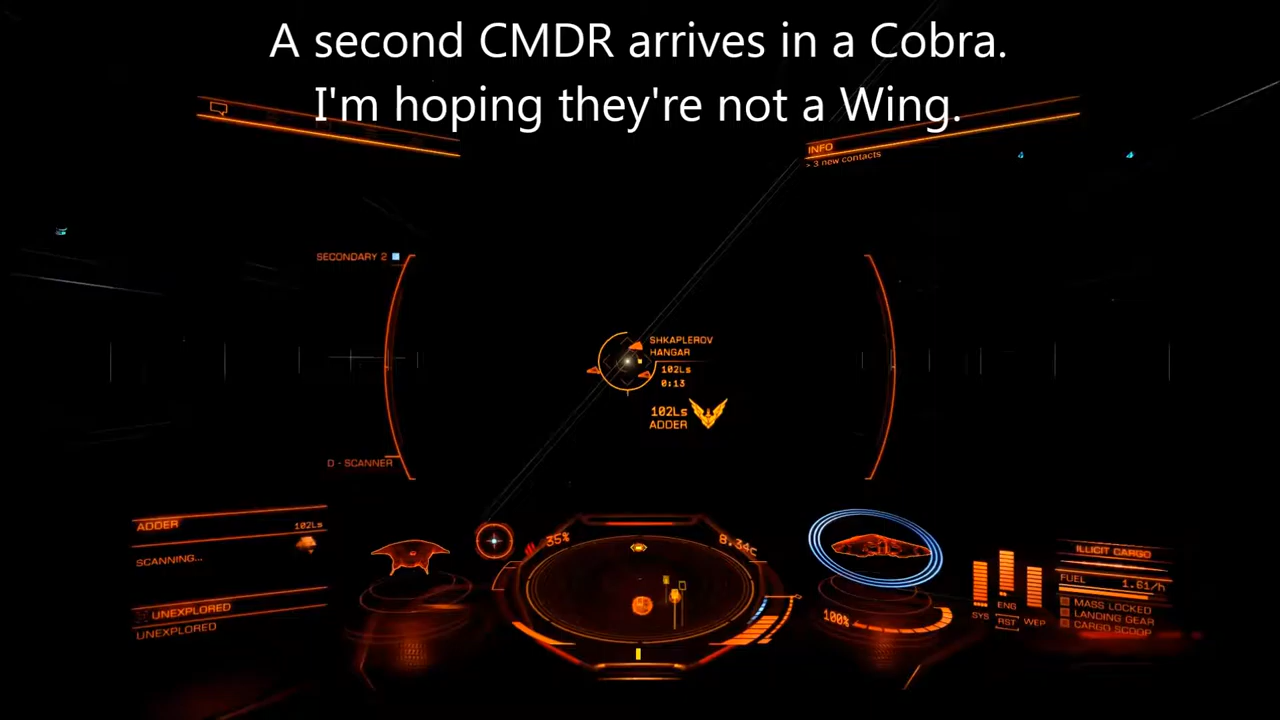 A second CMDR arrives in a Cobra.
I'm hoping they're not a Wing.
INFO
> 3 new contacts
SECONDARY 2
SHKAPLEROV
HANGAR
102Ls
0:13
102Ls
ADDER
D - SCANNER
ADDER
102Ls
SCANNING...
UNEXPLORED
UNEXPLORED
35%
8.34c
100%
SYS
ENG
RST
WEP
ILLICIT CARGO
FUEL
1.61/h
MASS LOCKED
LANDING GEAR
CARGO SCOOP